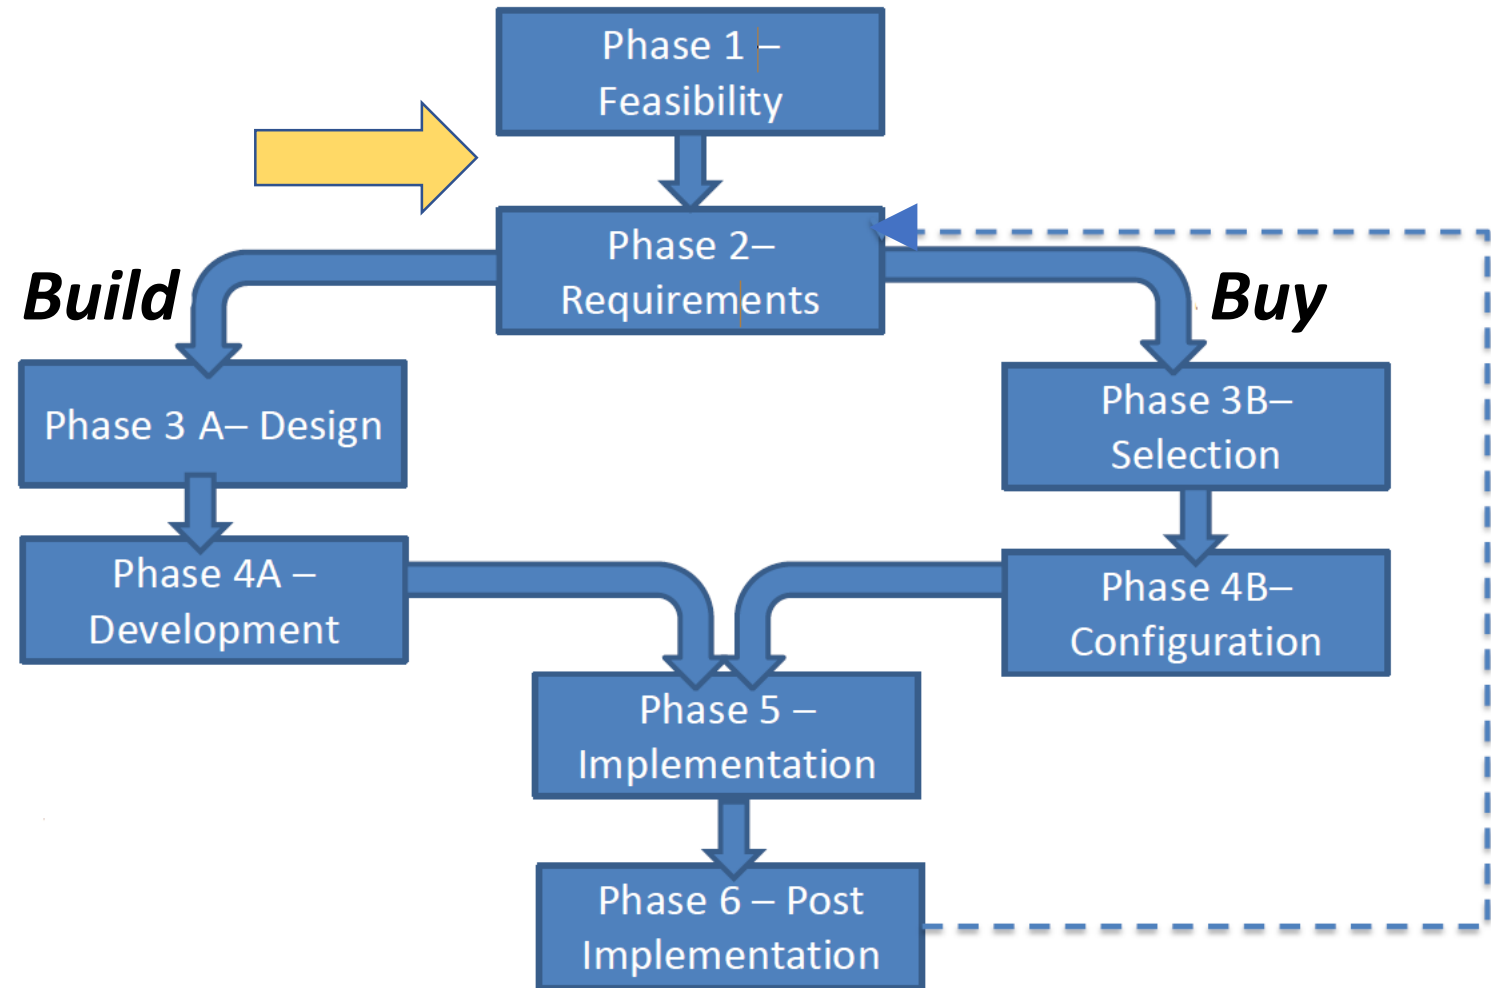 Phase 1 –
Feasibility
Phase 2–
Requirements
Build
Buy
Phase 3 A– Design
Phase 3B–
Selection
Phase 4A –
Development
Phase 4B–
Configuration
Phase 5 –
Implementation
Phase 6 – Post
Implementation